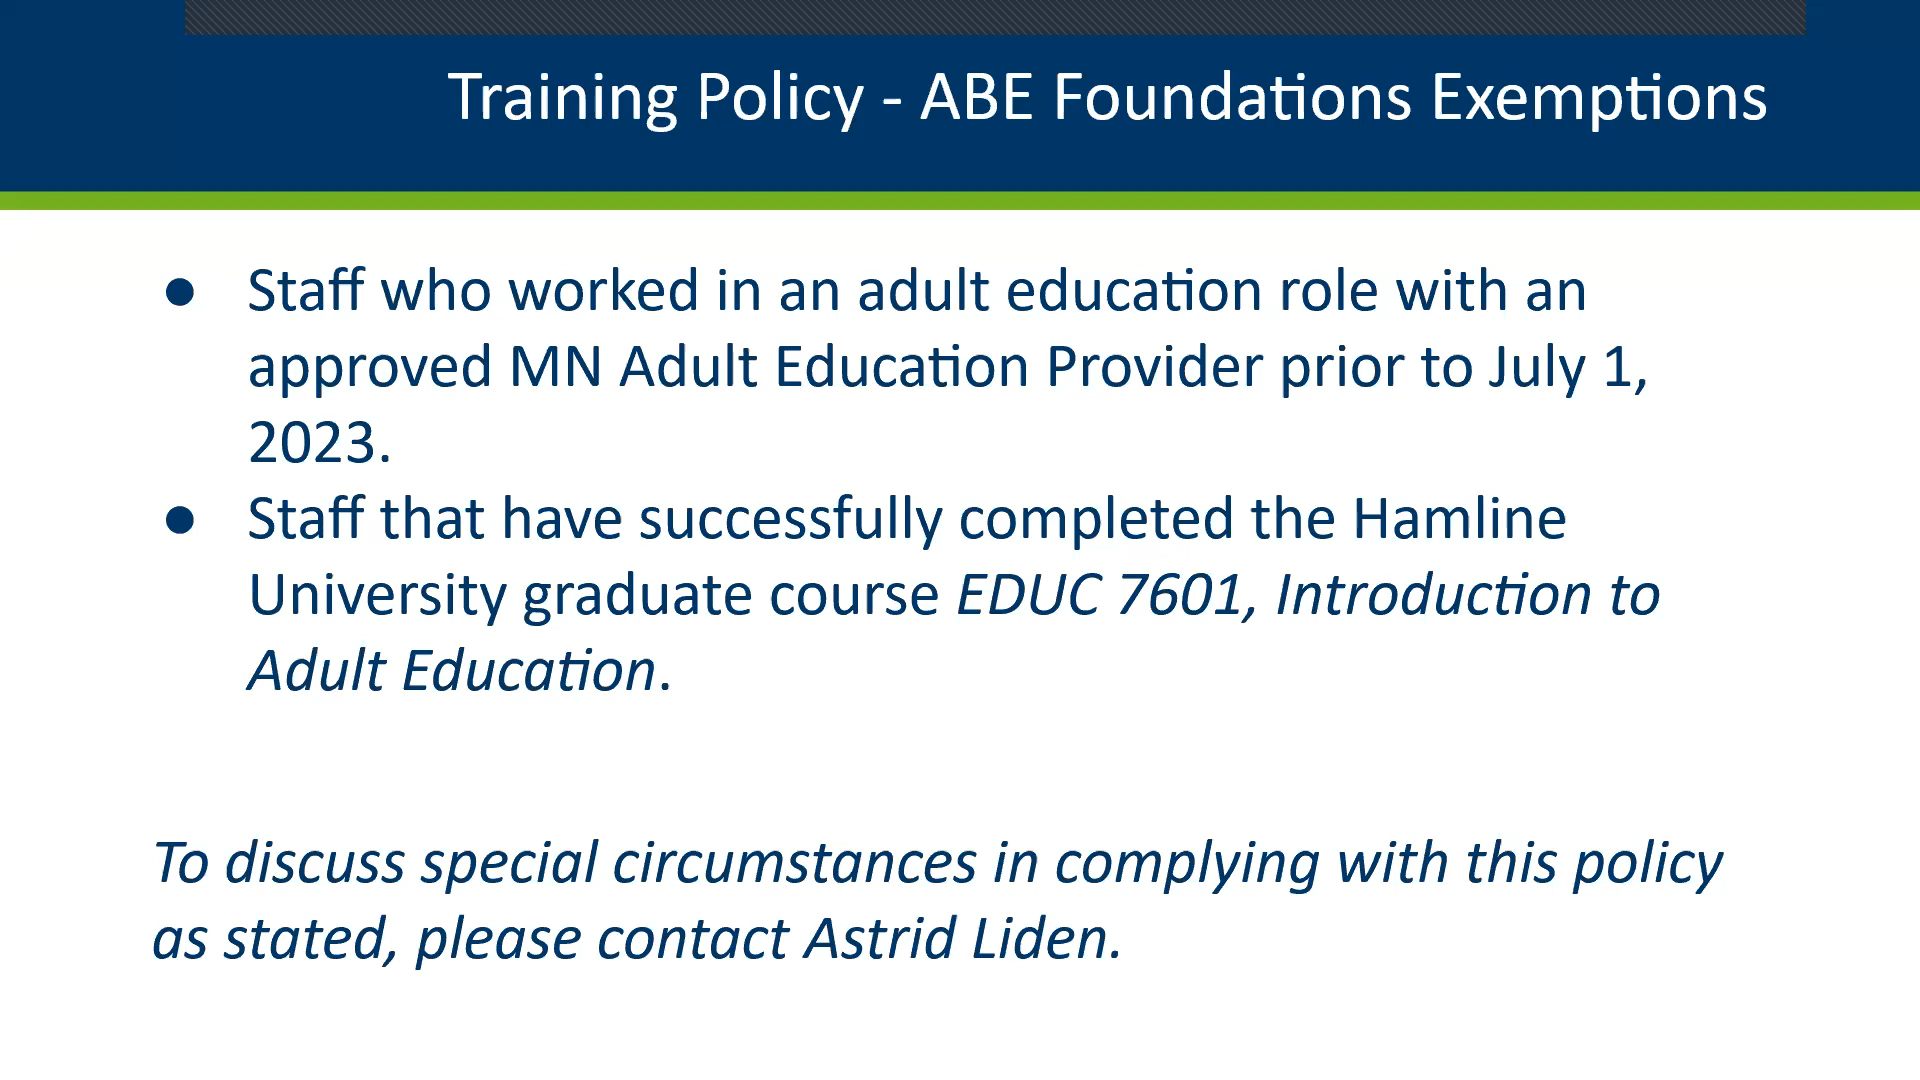 Training Policy - ABE Foundations Exemptions
● Staff who worked in an adult education role with an
approved MN Adult Education Provider prior to July 1,
2023.
● Staff that have successfully completed the Hamline
University graduate course EDUC 7601, Introduction to
Adult Education.
To discuss special circumstances in complying with this policy
as stated, please contact Astrid Liden.